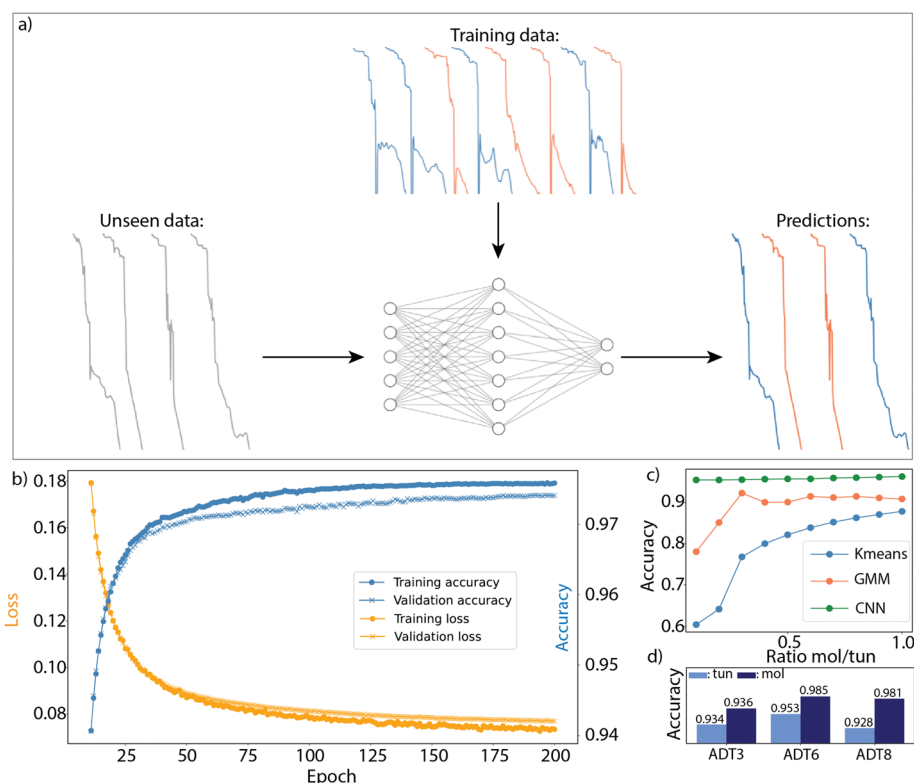 a)
Training data:
Unseen data:
Predictions:
b)
0.18
0.16
0.14
0.12
0.10
0.08
Loss
25
50
75
100
125
150
175
200
Epoch
0.97
0.96
0.95
0.94
Accuracy
Training accuracy
Validation accuracy
Training loss
Validation loss
c)
0.9
0.8
0.7
0.6
Accuracy
Kmeans
GMM
CNN
0.5
1.0
Ratio mol/tun
d)
Accuracy
: tun
: mol
0.934
0.936
0.953
0.985
0.928
0.981
ADT3
ADT6
ADT8